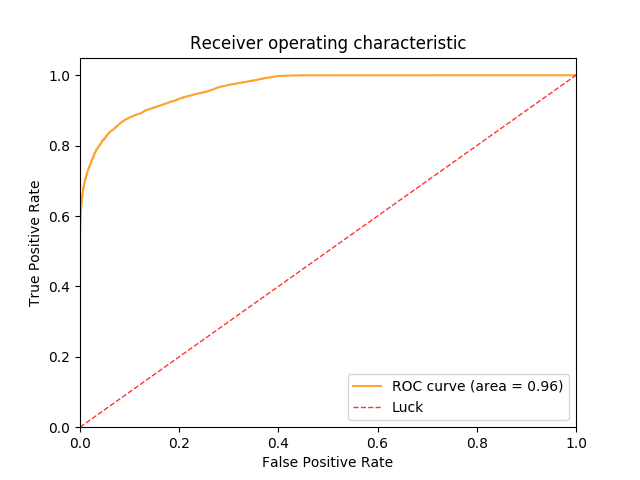 Receiver operating characteristic
True Positive Rate
1.0
0.8
0.6
0.4
0.2
0.0
ROC curve (area = 0.96)
Luck
0.0 0.2 0.4 0.6 0.8 1.0
False Positive Rate